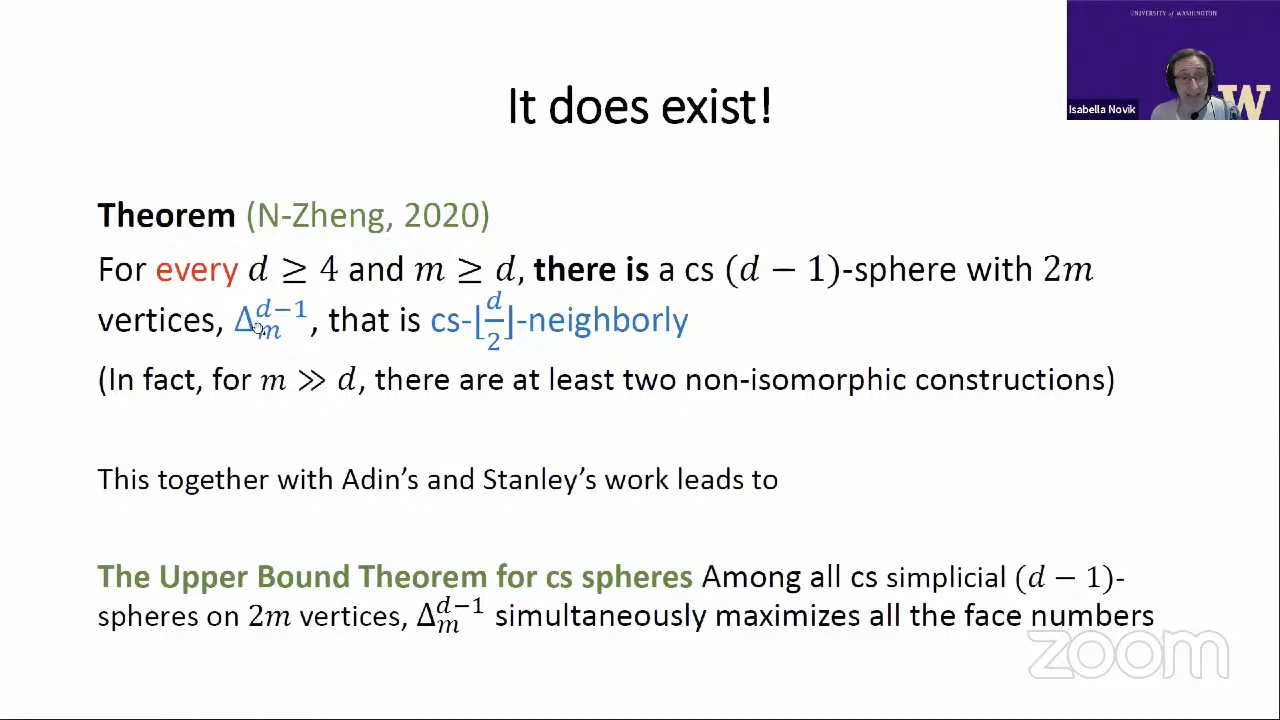 UNIVERSITY of WASHINGTON
W
Isabella Novik
It does exist!
Theorem (N-Zheng, 2020)
For every d ≥ 4 and m ≥ d, there is a cs (d − 1)-sphere with 2m
vertices, Δ_m^{d−1}, that is cs-⌊d/2⌋-neighborly
(In fact, for m ≫ d, there are at least two non-isomorphic constructions)
This together with Adin’s and Stanley’s work leads to
The Upper Bound Theorem for cs spheres Among all cs simplicial (d − 1)-
spheres on 2m vertices, Δ_m^{d−1} simultaneously maximizes all the face numbers
zoom